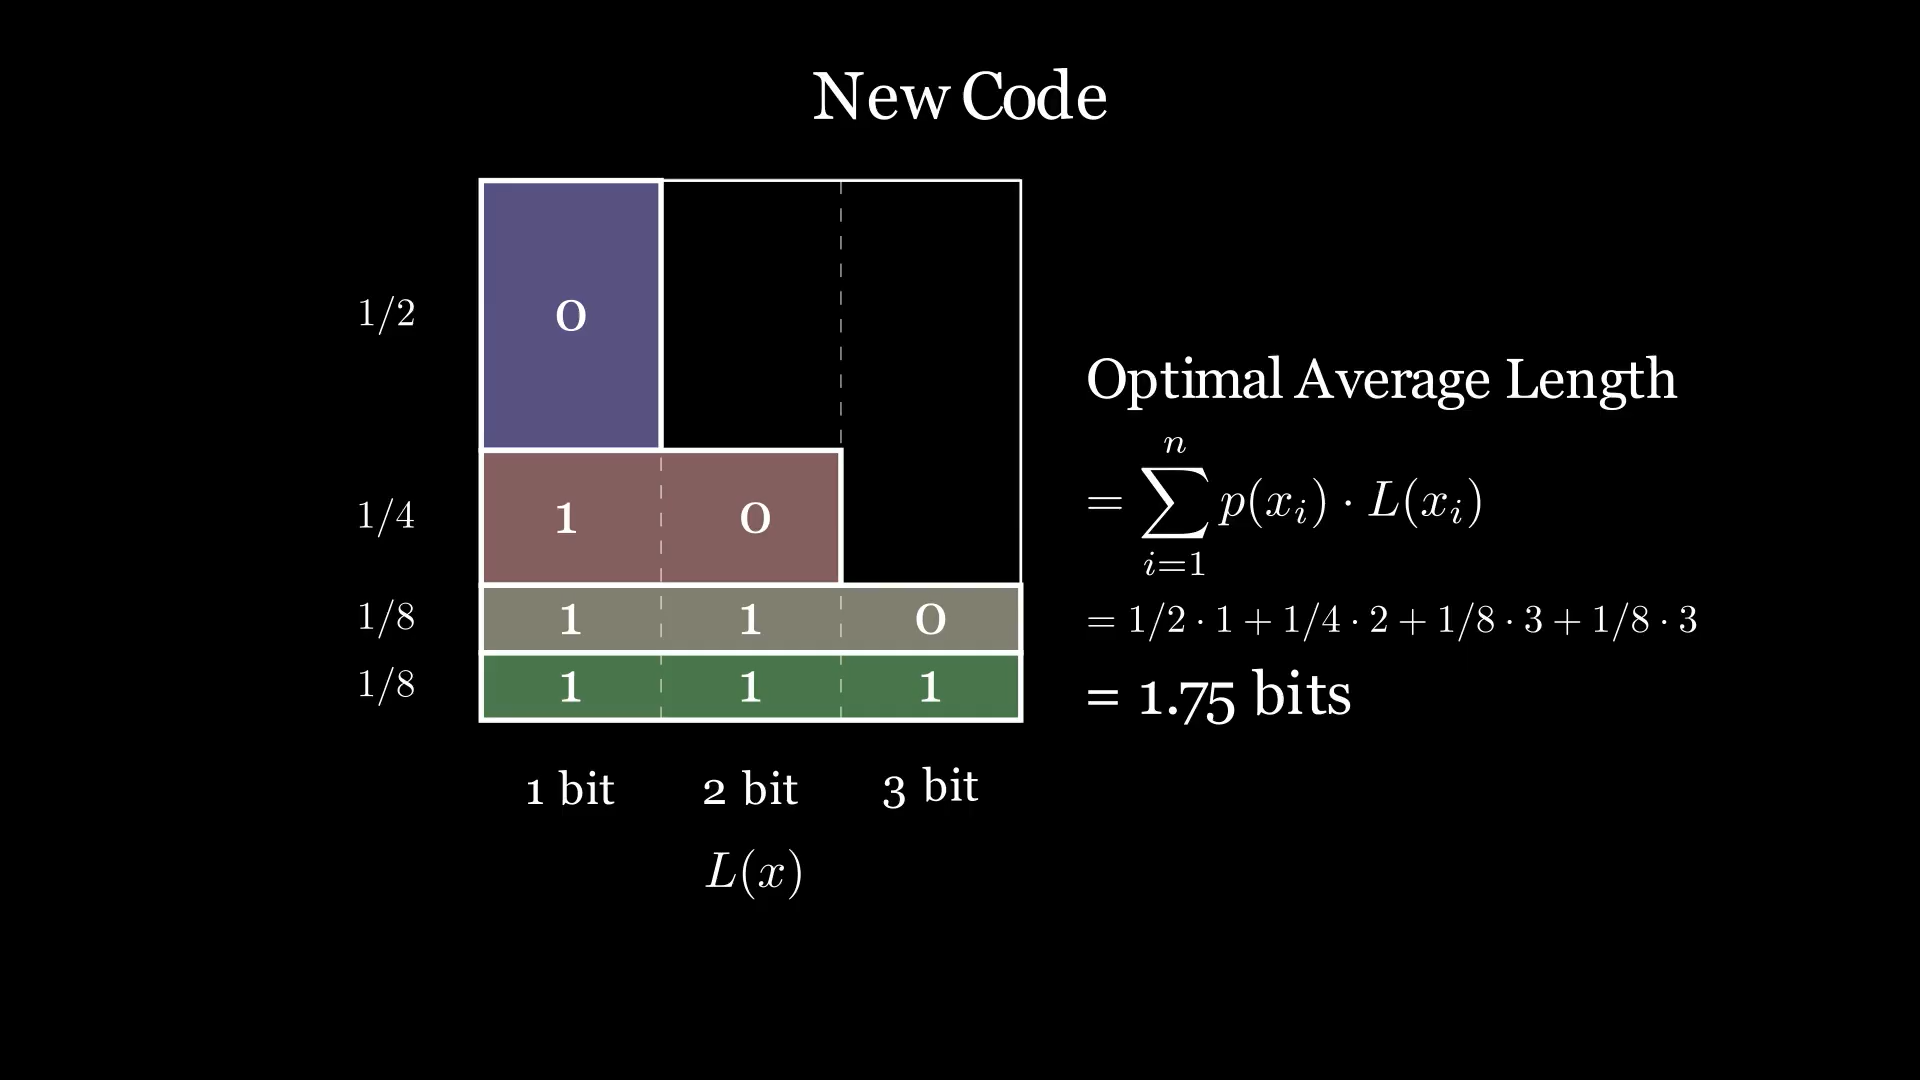 New Code
1/2
0
1/4
1 0
1/8
1 1 0
1/8
1 1 1
1 bit 2 bit 3 bit
L(x)
Optimal Average Length
= \sum_{i=1}^{n} p(x_i) · L(x_i)
= 1/2 · 1 + 1/4 · 2 + 1/8 · 3 + 1/8 · 3
= 1.75 bits